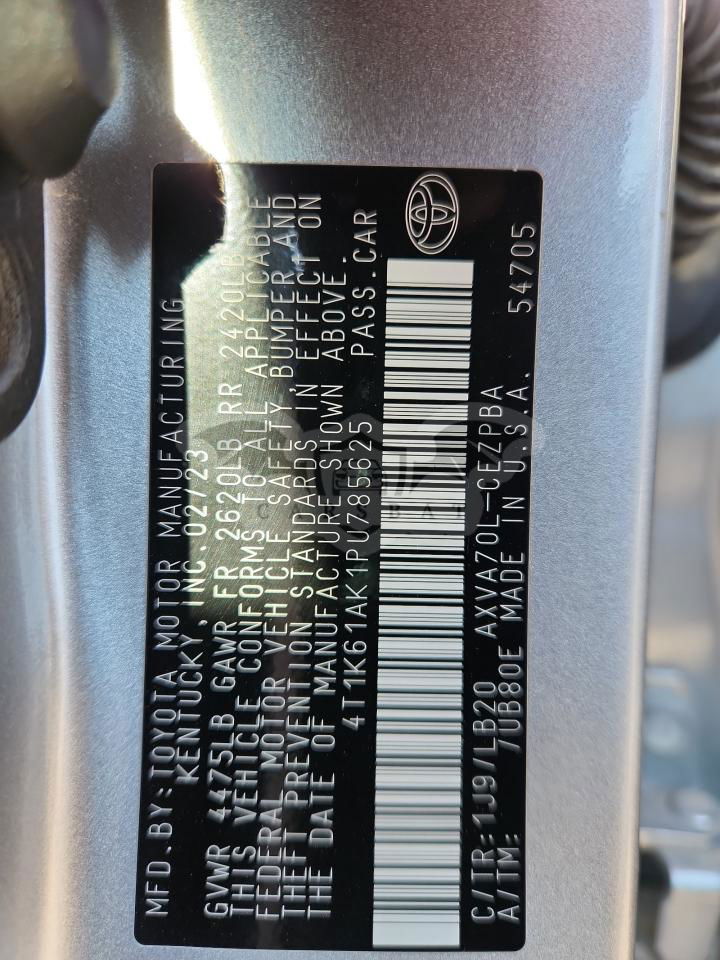 MFD.BY:TOYOTA MOTOR MANUFACTURING
KENTUCKY,INC.02/23
GVWR 4475LB GAWR FR 2620LB RR 2420LB
THIS VEHICLE CONFORMS TO ALL APPLICABLE
FEDERAL MOTOR VEHICLE SAFETY,BUMPER,AND
THEFT PREVENTION STANDARDS IN EFFECT ON
THE DATE OF MANUFACTURE SHOWN ABOVE.
4T1K61AK1PU785625 PASS.CAR
C/TR:1J9/LB20 AXVA70L-CEZPBA
A/TM: /UB80E MADE IN U.S.A. 54705
CARSBAT